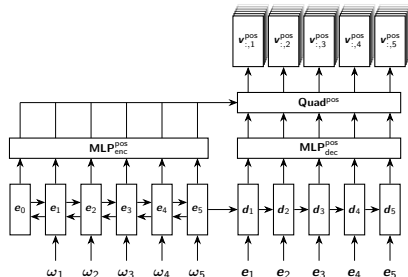 v^pos_:,1 v^pos_:,2 v^pos_:,3 v^pos_:,4 v^pos_:,5
Quad^pos
MLP^pos_enc MLP^pos_dec
e_0 e_1 e_2 e_3 e_4 e_5 d_1 d_2 d_3 d_4 d_5
ω_1 ω_2 ω_3 ω_4 ω_5 e_1 e_2 e_3 e_4 e_5